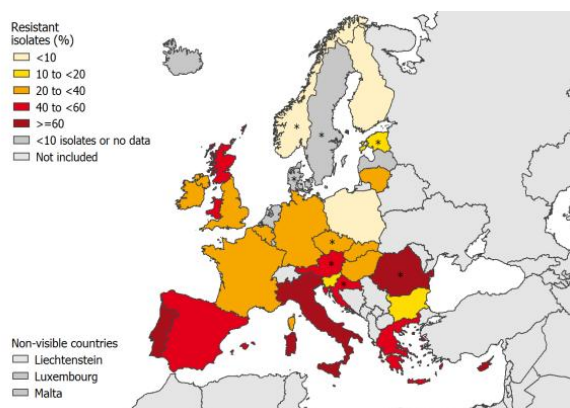 Resistant
isolates (%)
<10
10 to <20
20 to <40
40 to <60
>=60
<10 isolates or no data
Not included
*
*
*
*
*
*
*
*
*
Non-visible countries
Liechtenstein
Luxembourg
Malta